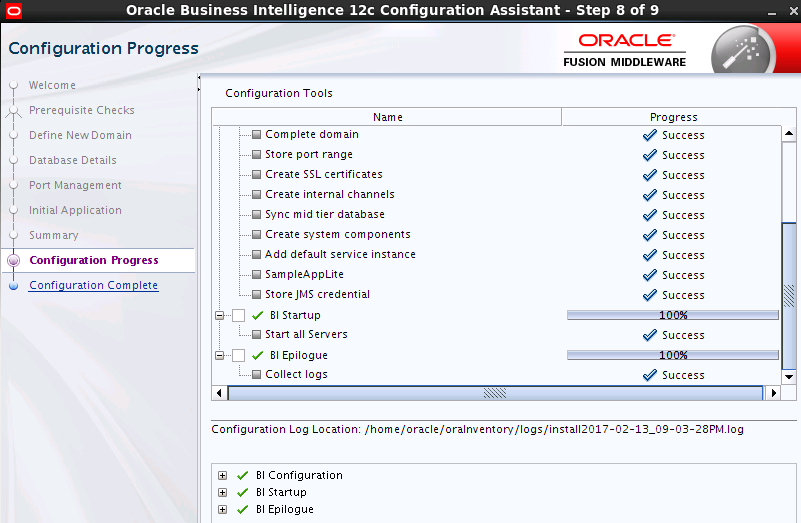 Oracle Business Intelligence 12c Configuration Assistant - Step 8 of 9
Configuration Progress
ORACLE
FUSION MIDDLEWARE
Welcome
Prerequisite Checks
Define New Domain
Database Details
Port Management
Initial Application
Summary
Configuration Progress
Configuration Complete
Configuration Tools
Name Progress
Complete domain Success
Store port range Success
Create SSL certificates Success
Create internal channels Success
Sync mid tier database Success
Create system components Success
Add default service instance Success
SampleAppLite Success
Store JMS credential Success
BI Startup 100%
Start all Servers Success
BI Epilogue 100%
Collect logs Success
Configuration Log Location: /home/oracle/oraInventory/logs/install2017-02-13_09-03-28PM.log
BI Configuration
BI Startup
BI Epilogue